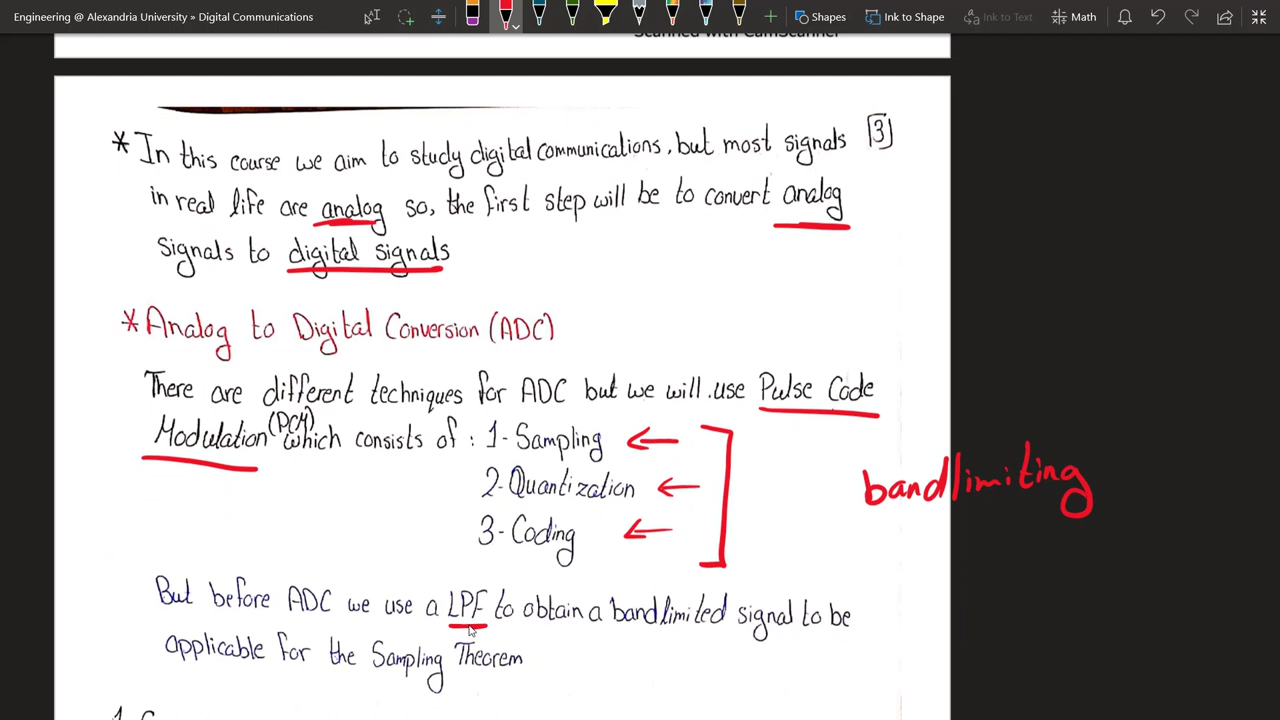 Engineering @ Alexandria University » Digital Communications
Shapes
Ink to Shape
Ink to Text
Math
Scanned with CamScanner
* In this course we aim to study digital communications, but most signals
3
in real life are analog so, the first step will be to convert analog
signals to digital signals
* Analog to Digital Conversion (ADC)
There are different techniques for ADC but we will use Pulse Code
Modulation (PCM) which consists of : 1- Sampling
2- Quantization
bandlimiting
3- Coding
But before ADC we use a LPF to obtain a bandlimited signal to be
applicable for the Sampling Theorem